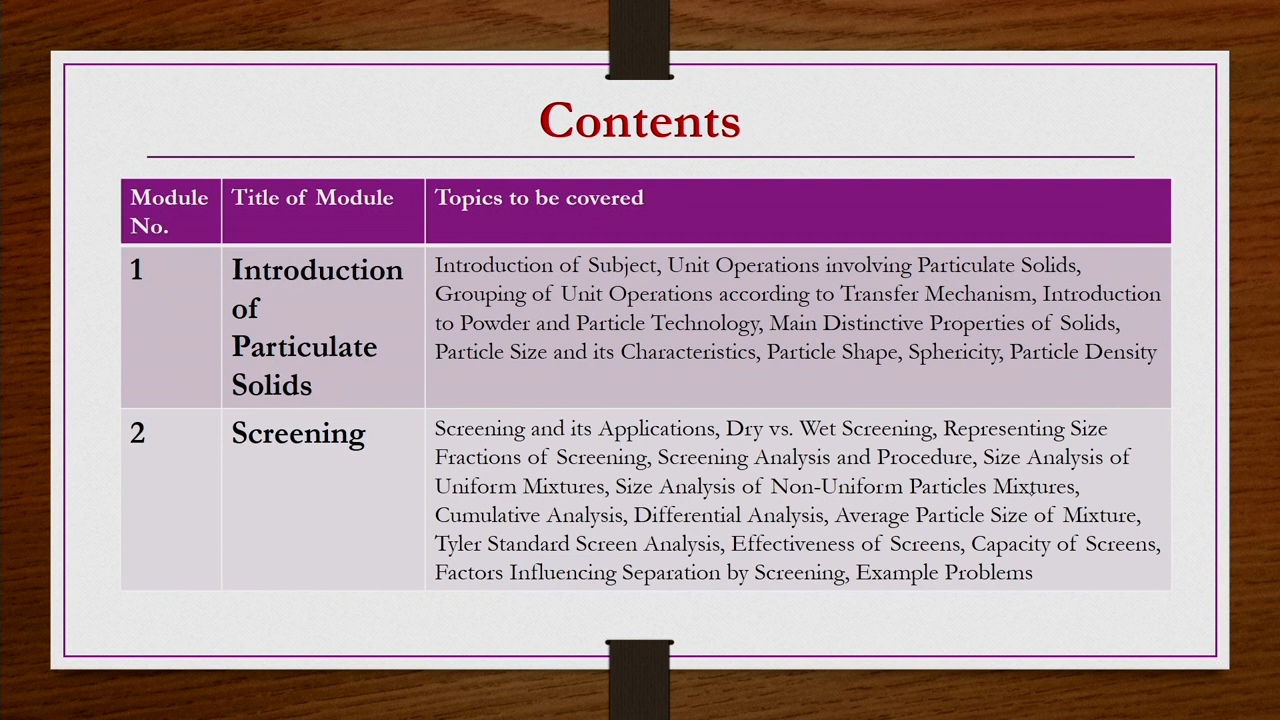 Contents
Module No.
Title of Module
Topics to be covered
1
Introduction
of
Particulate
Solids
Introduction of Subject, Unit Operations involving Particulate Solids,
Grouping of Unit Operations according to Transfer Mechanism, Introduction
to Powder and Particle Technology, Main Distinctive Properties of Solids,
Particle Size and its Characteristics, Particle Shape, Sphericity, Particle Density
2
Screening
Screening and its Applications, Dry vs. Wet Screening, Representing Size
Fractions of Screening, Screening Analysis and Procedure, Size Analysis of
Uniform Mixtures, Size Analysis of Non-Uniform Particles Mixtures,
Cumulative Analysis, Differential Analysis, Average Particle Size of Mixture,
Tyler Standard Screen Analysis, Effectiveness of Screens, Capacity of Screens,
Factors Influencing Separation by Screening, Example Problems